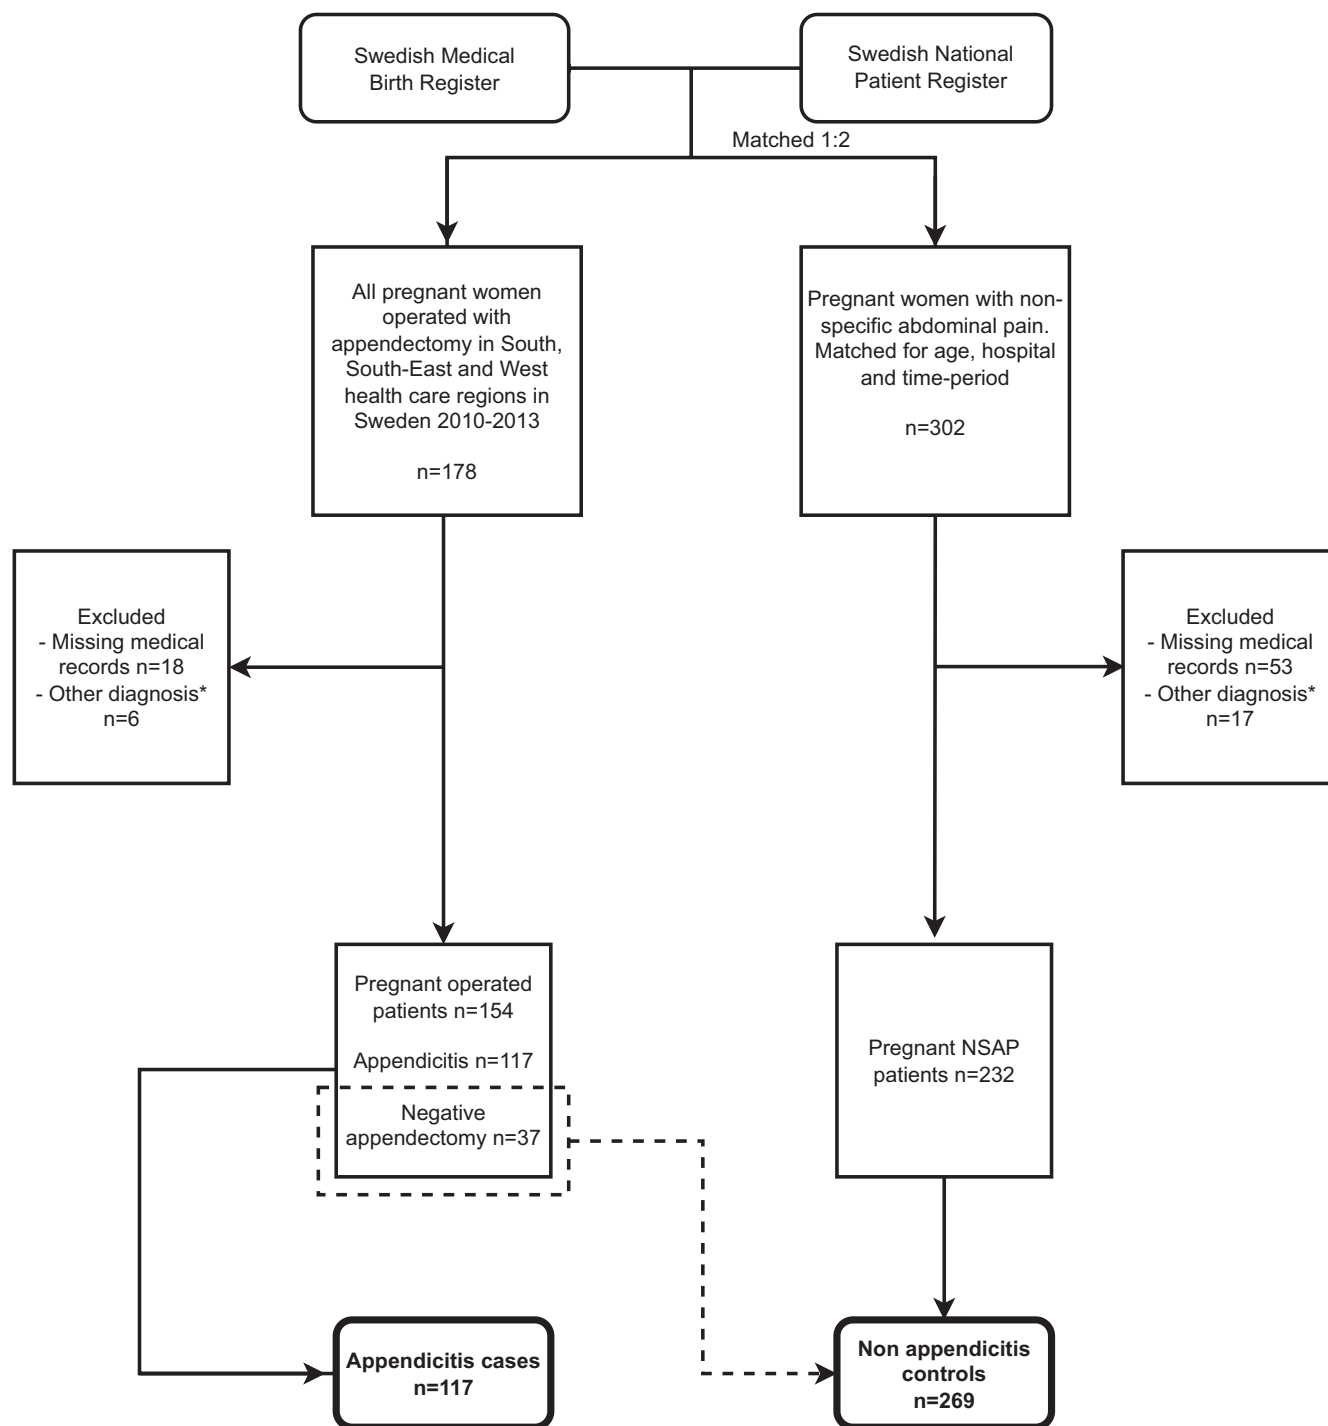 Swedish Medical
Birth Register
Swedish National
Patient Register
Matched 1:2
All pregnant women
operated with
appendectomy in South,
South-East and West
health care regions in
Sweden 2010-2013
n=178
Pregnant women with non-
specific abdominal pain.
Matched for age, hospital
and time-period
n=302
Excluded
- Missing medical
records n=18
- Other diagnosis*
n=6
Excluded
- Missing medical
records n=53
- Other diagnosis*
n=17
Pregnant operated
patients n=154
Appendicitis n=117
Negative
appendectomy n=37
Pregnant NSAP
patients n=232
Appendicitis cases
n=117
Non appendicitis
controls
n=269